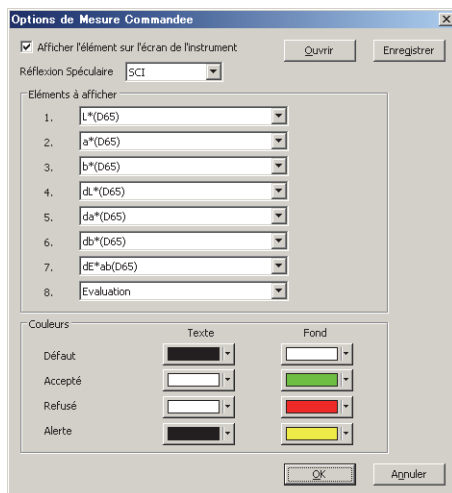 Options de Mesure Commandee
Afficher l'élément sur l'écran de l'instrument
Ouvrir
Enregistrer
Réflexion Spéculaire
SCI
Eléments à afficher
1. L*(D65)
2. a*(D65)
3. b*(D65)
4. dL*(D65)
5. da*(D65)
6. db*(D65)
7. dE*ab(D65)
8. Evaluation
Couleurs
Texte Fond
Défaut
Accepté
Refusé
Alerte
OK Annuler